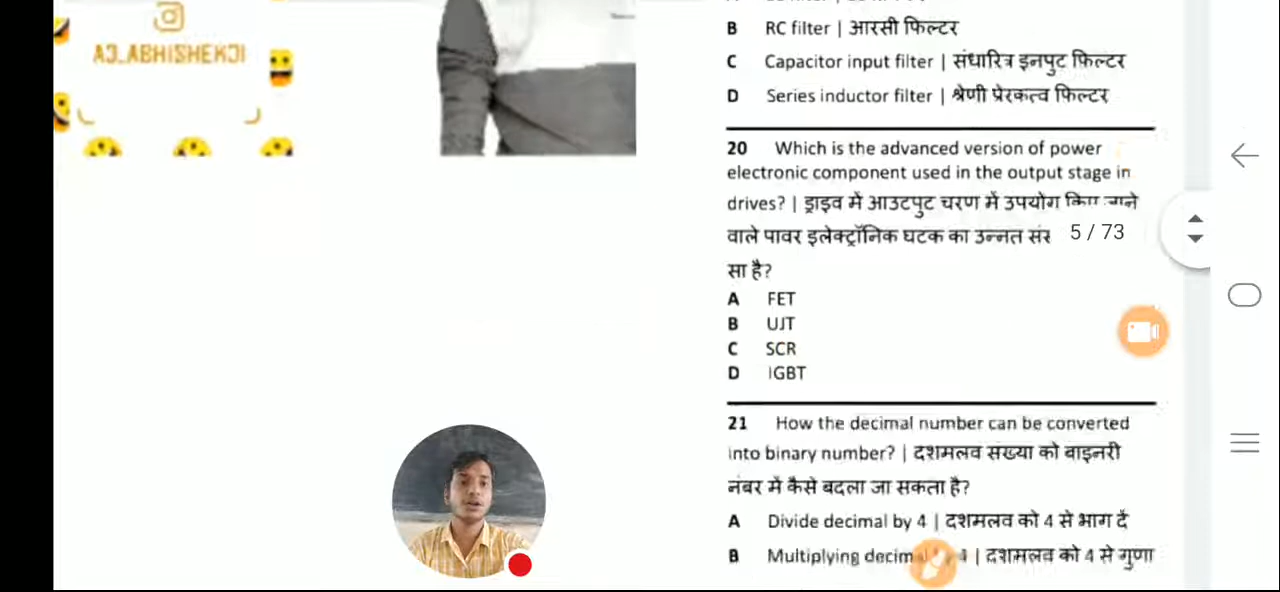 AJ_ABHISHEKJI
B RC filter | आरसी फिल्टर
C Capacitor input filter | संधारित्र इनपुट फ़िल्टर
D Series inductor filter | श्रेणी प्रेरकत्व फिल्टर
20 Which is the advanced version of power
electronic component used in the output stage in
drives? | ड्राइव में आउटपुट चरण में उपयोग किए जाने
वाले पावर इलेक्ट्रॉनिक घटक का उन्नत
5 / 73
सा है?
A FET
B UJT
C SCR
D IGBT
21 How the decimal number can be converted
into binary number? | दशमलव संख्या को बाइनरी
नंबर में कैसे बदला जा सकता है?
A Divide decimal by 4 | दशमलव को 4 से भाग दें
B Multiplying 4 | दशमलव को 4 से गुणा